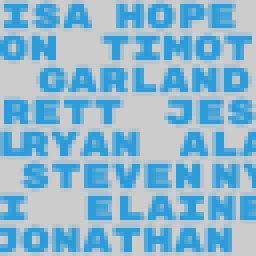 ISA HOPE
ON TIMOT
GARLAND
RETT JES
LRYAN ALA
STEVEN NY
I ELAINE
JONATHAN